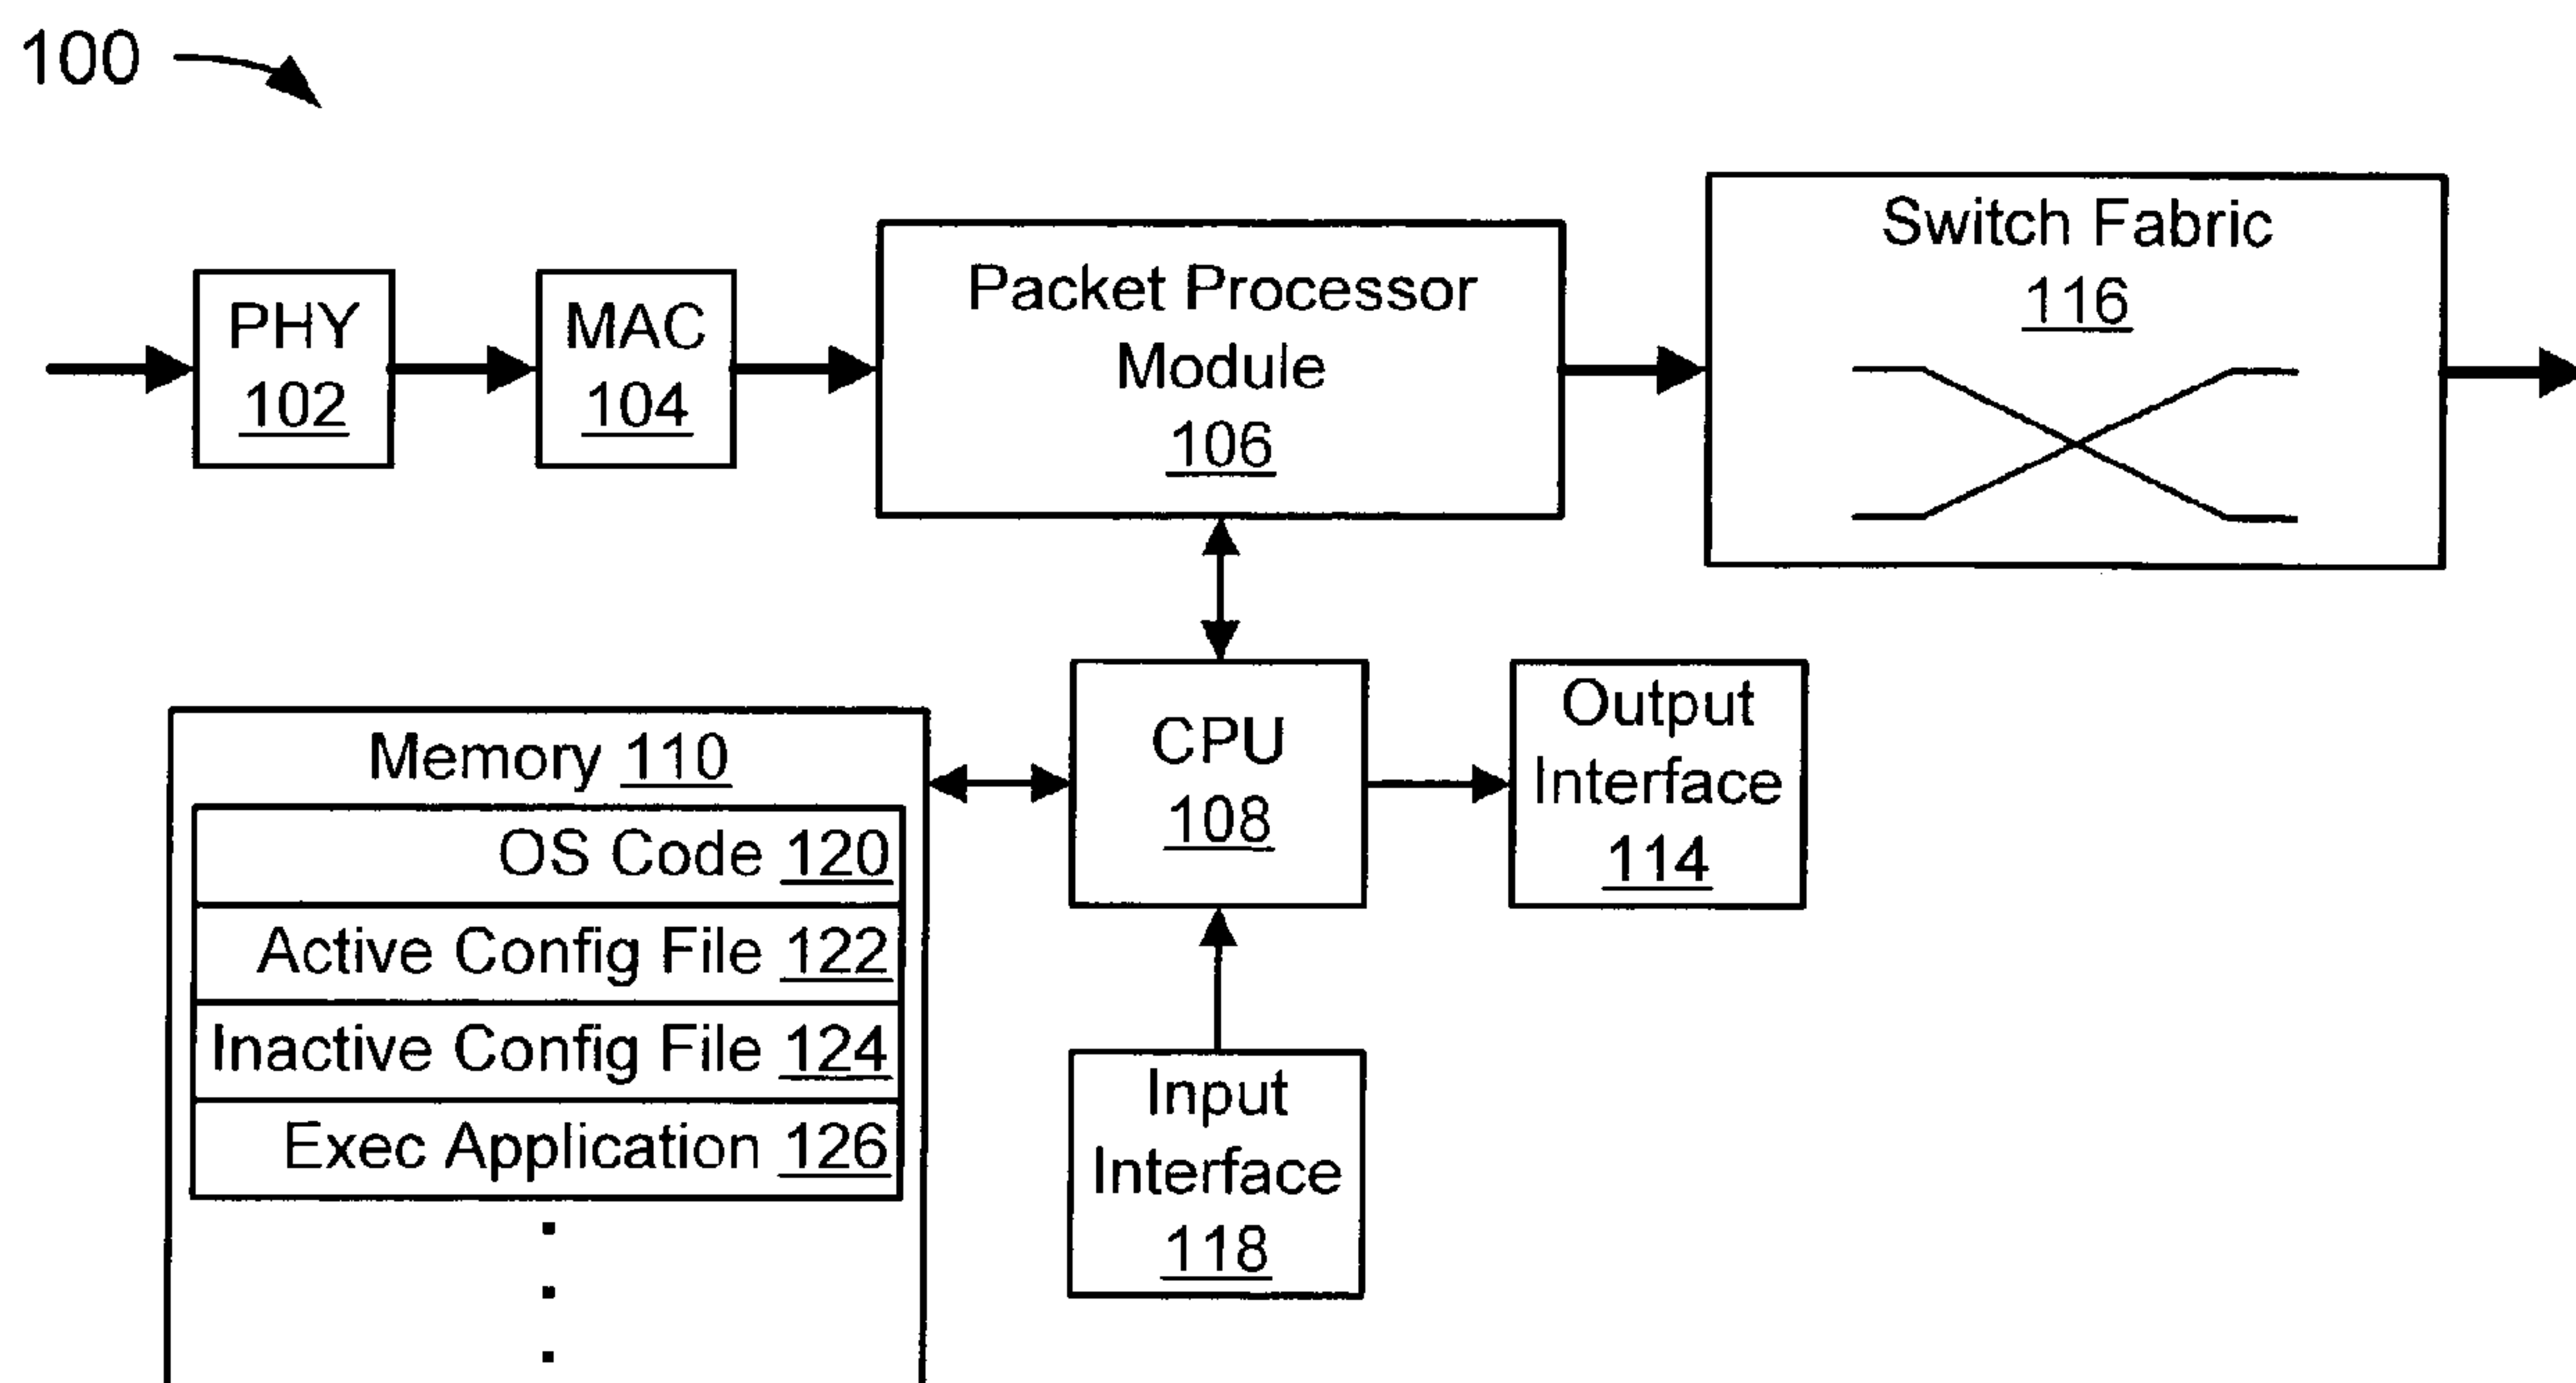 100
PHY
102
MAC
104
Packet Processor
Module
106
Switch Fabric
116
Memory 110
OS Code 120
Active Config File 122
Inactive Config File 124
Exec Application 126
CPU
108
Output
Interface
114
Input
Interface
118